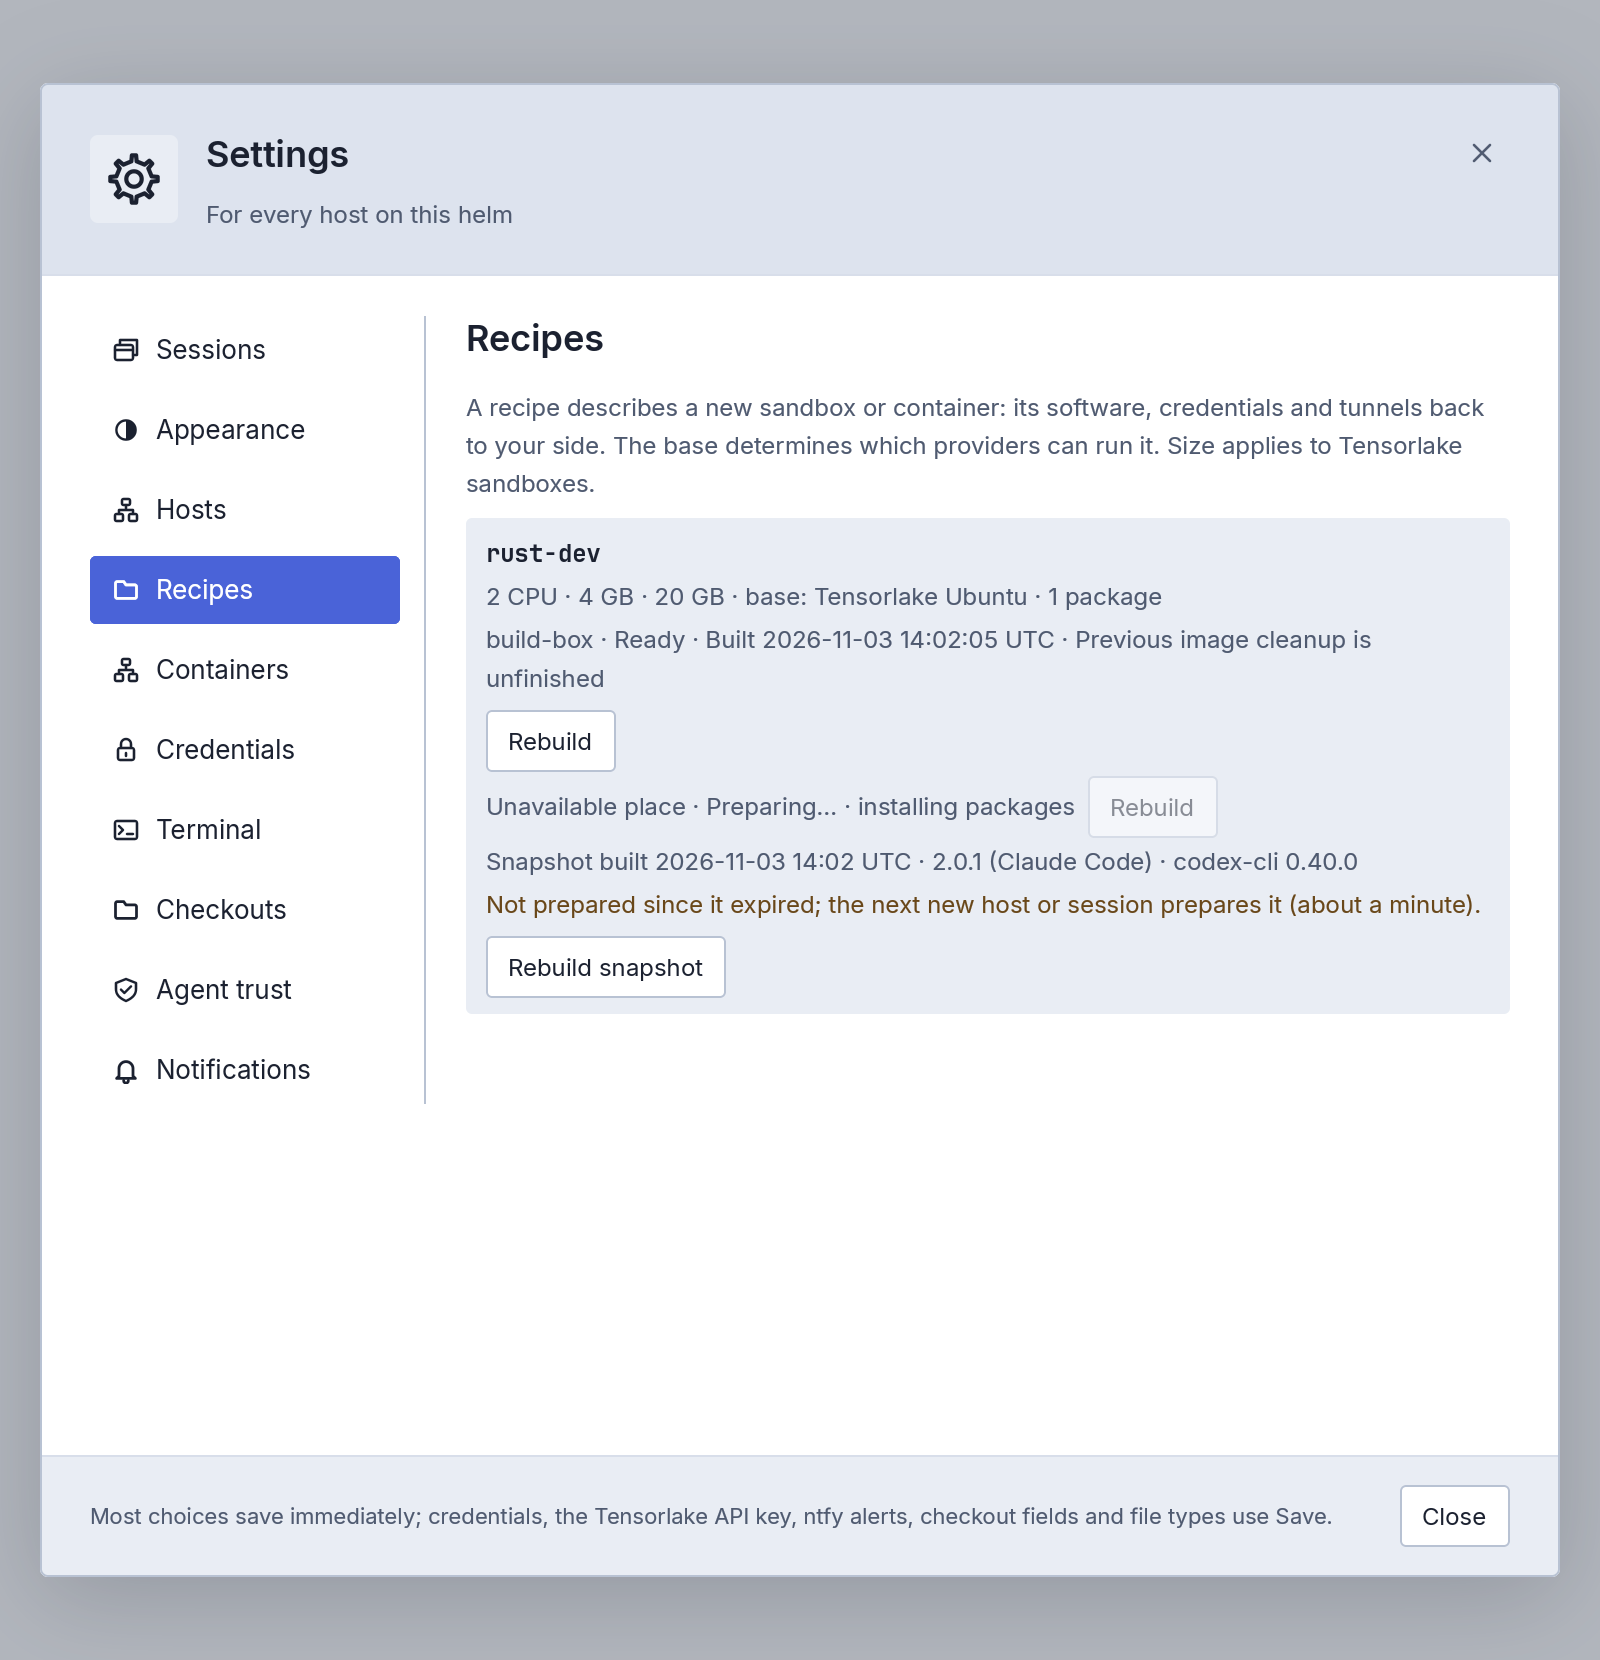 Settings
For every host on this helm
Sessions
Appearance
Hosts
Recipes
Containers
Credentials
Terminal
Checkouts
Agent trust
Notifications
Recipes
A recipe describes a new sandbox or container: its software, credentials and tunnels back
to your side. The base determines which providers can run it. Size applies to Tensorlake
sandboxes.
rust-dev
2 CPU · 4 GB · 20 GB · base: Tensorlake Ubuntu · 1 package
build-box · Ready · Built 2026-11-03 14:02:05 UTC · Previous image cleanup is
unfinished
Rebuild
Unavailable place · Preparing… · installing packages Rebuild
Snapshot built 2026-11-03 14:02 UTC · 2.0.1 (Claude Code) · codex-cli 0.40.0
Not prepared since it expired; the next new host or session prepares it (about a minute).
Rebuild snapshot
Most choices save immediately; credentials, the Tensorlake API key, ntfy alerts, checkout fields and file types use Save.
Close